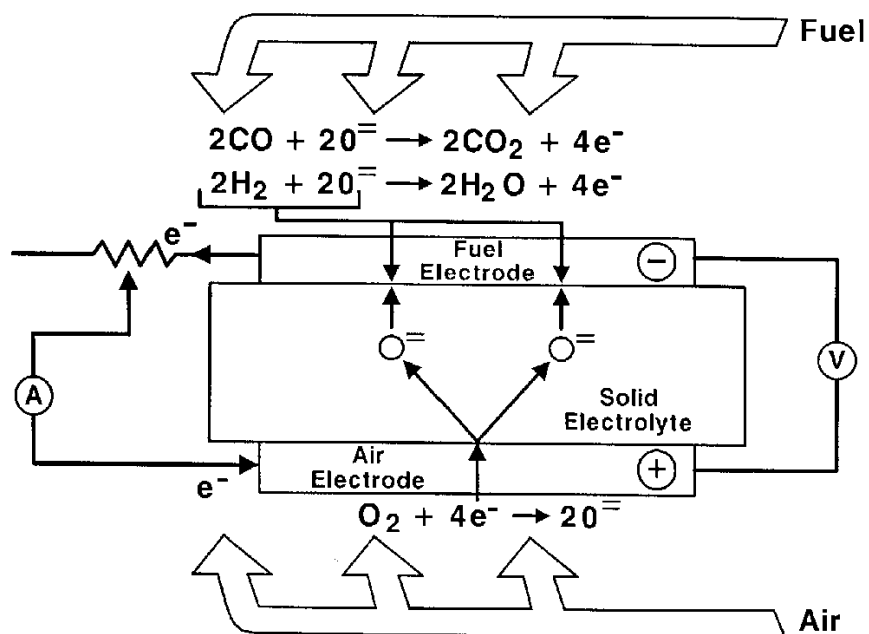 Fuel
2CO + 2O⁼ → 2CO₂ + 4e⁻
2H₂ + 2O⁼ → 2H₂O + 4e⁻
e⁻
Fuel
Electrode
−
O⁼
O⁼
A
V
Solid
Electrolyte
Air
Electrode
+
e⁻
O₂ + 4e⁻ → 2O⁼
Air